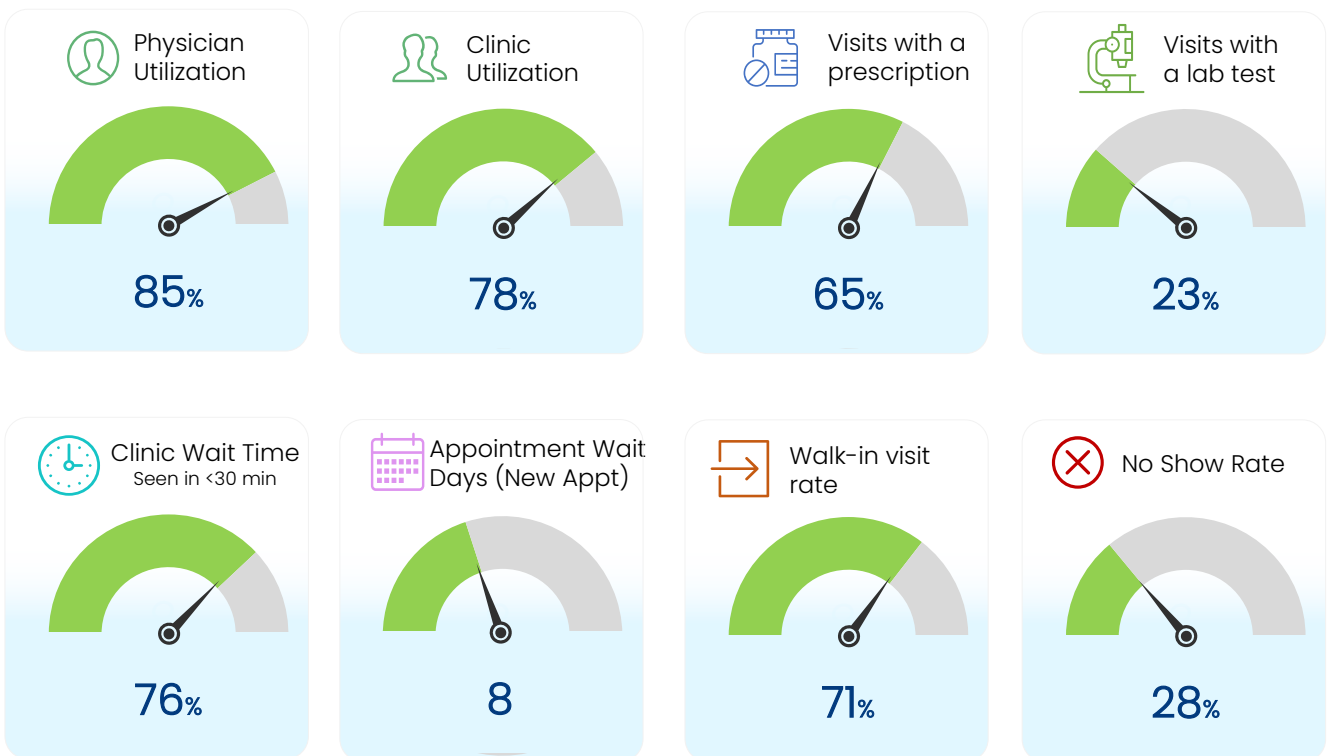 Physician
Utilization
85%
Clinic
Utilization
78%
Visits with a
prescription
65%
Visits with
a lab test
23%
Clinic Wait Time
Seen in <30 min
76%
Appointment Wait
Days (New Appt)
8
Walk-in visit
rate
71%
No Show Rate
28%